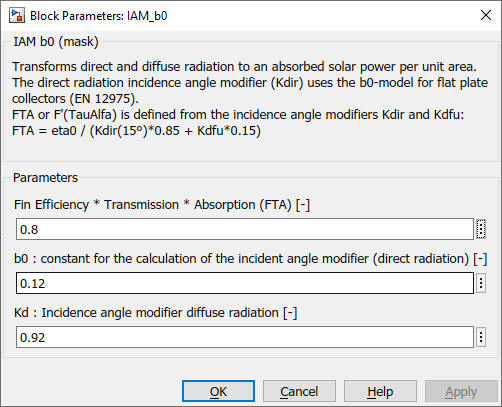 Block Parameters: IAM_b0
IAM b0 (mask)
Transforms direct and diffuse radiation to an absorbed solar power per unit area.
The direct radiation incidence angle modifier (Kdir) uses the b0-model for flat plate
collectors (EN 12975).
FTA or F'(TauAlfa) is defined from the incidence angle modifiers Kdir and Kdfu:
FTA = eta0 / (Kdir(15º)*0.85 + Kdfu*0.15)
Parameters
Fin Efficiency * Transmission * Absorption (FTA) [-]
0.8
b0 : constant for the calculation of the incident angle modifier (direct radiation) [-]
0.12
Kd : Incidence angle modifier diffuse radiation [-]
0.92
OK Cancel Help Apply